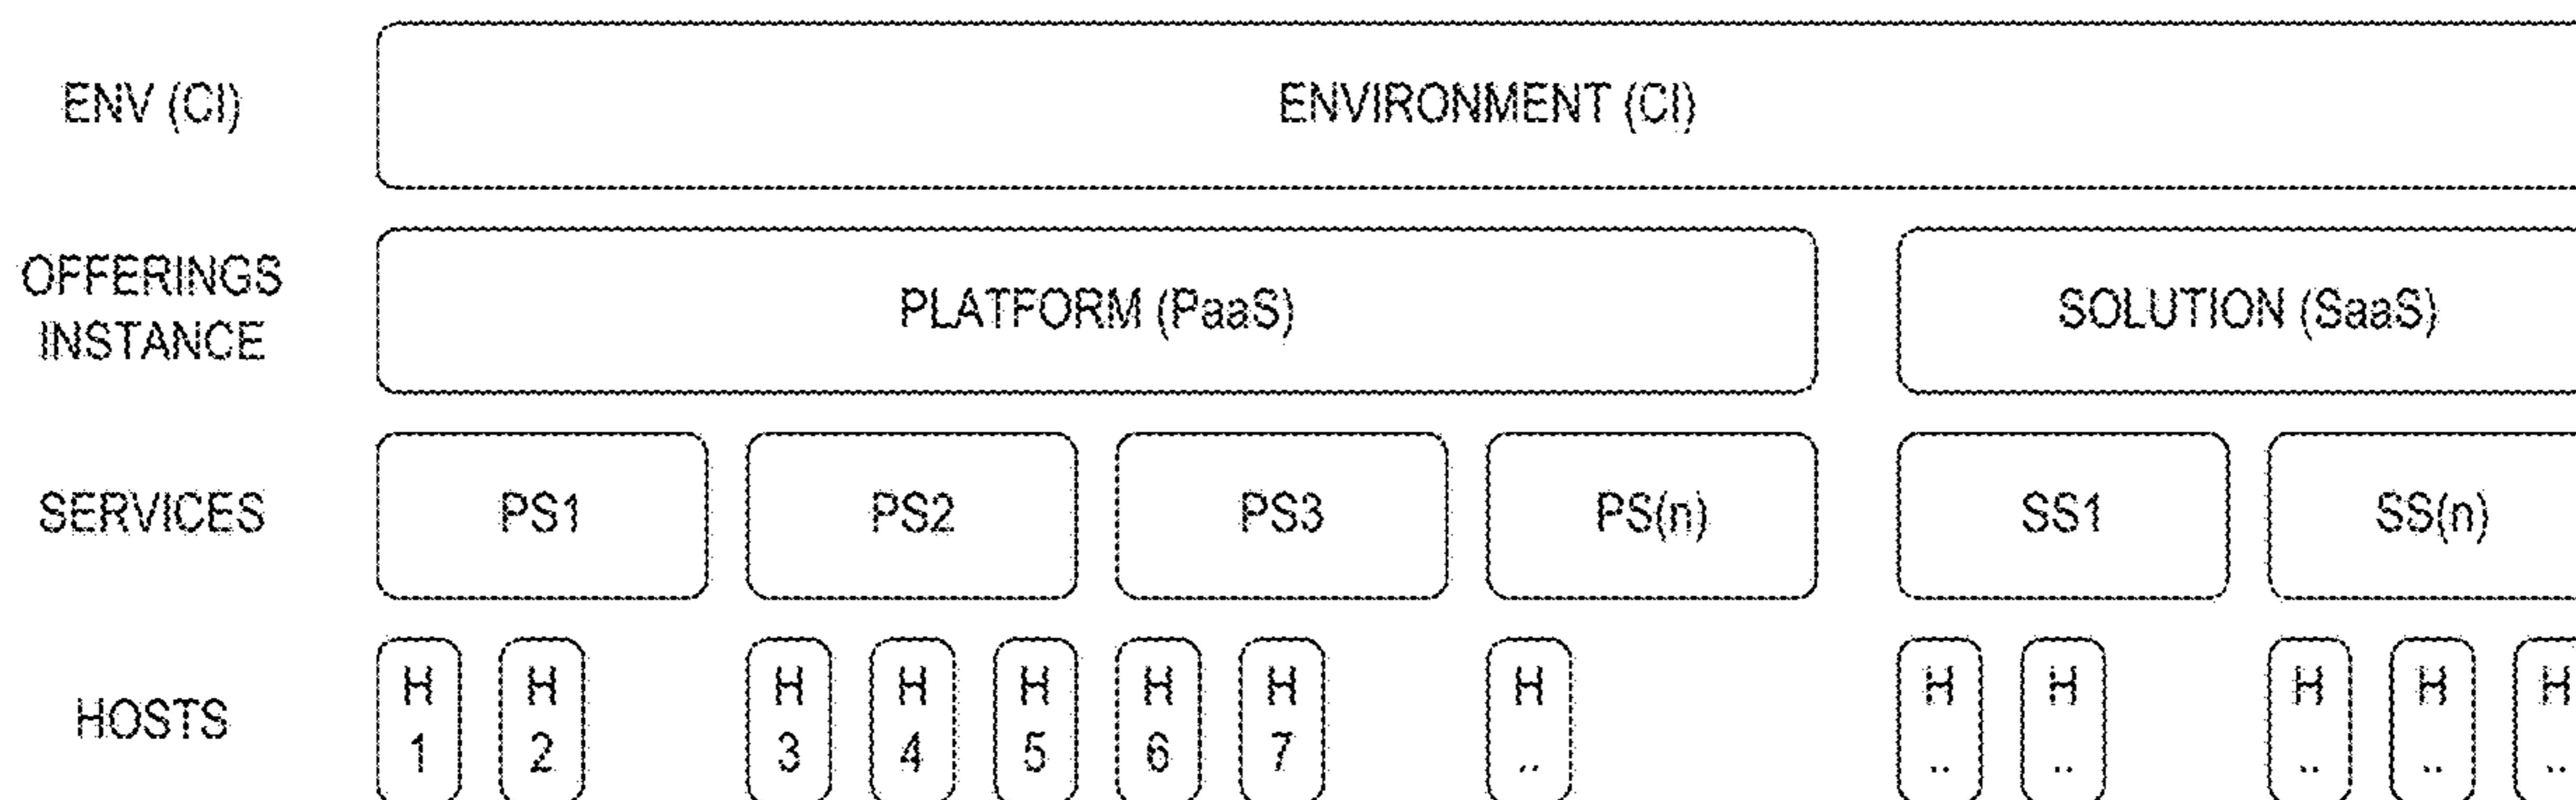 ENV (CI)
ENVIRONMENT (CI)
OFFERINGS
INSTANCE
PLATFORM (PaaS)
SOLUTION (SaaS)
SERVICES
PS1
PS2
PS3
PS(n)
SS1
SS(n)
HOSTS
H
1
H
2
H
3
H
4
H
5
H
6
H
7
H
..
H
..
H
..
H
..
H
..
H
..